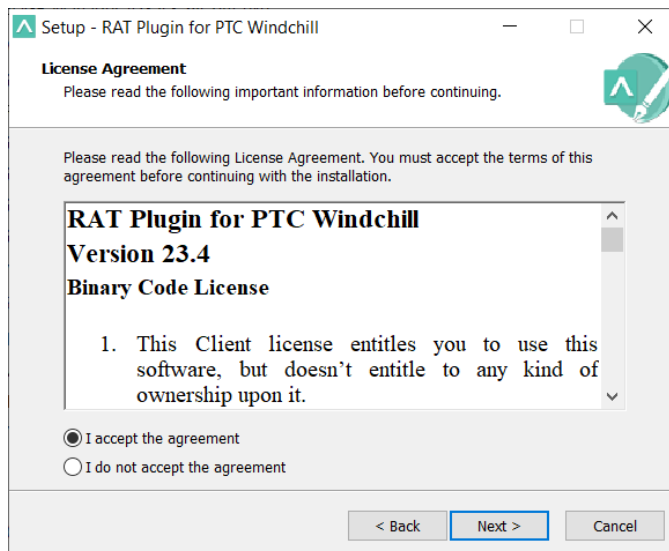 Setup - RAT Plugin for PTC Windchill
License Agreement
Please read the following important information before continuing.
Please read the following License Agreement. You must accept the terms of this
agreement before continuing with the installation.
RAT Plugin for PTC Windchill
Version 23.4
Binary Code License
1. This Client license entitles you to use this
software, but doesn’t entitle to any kind of
ownership upon it.
I accept the agreement
I do not accept the agreement
< Back Next > Cancel